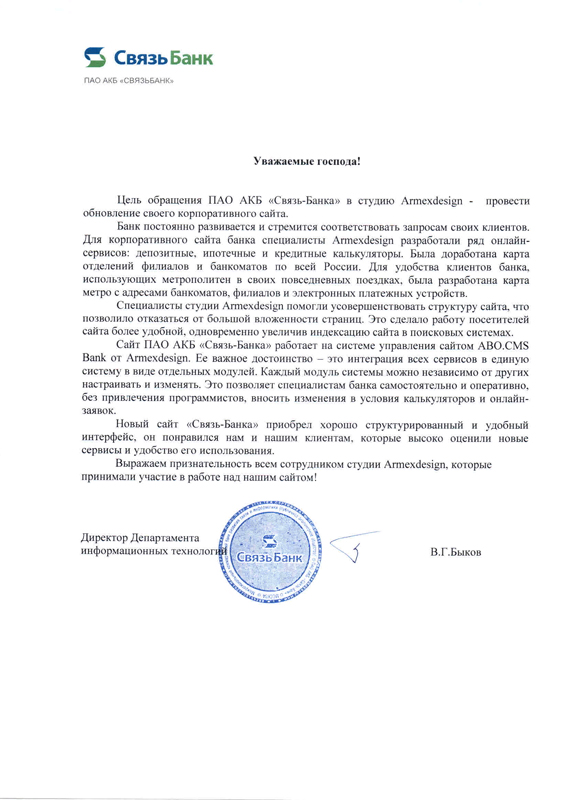 СвязьБанк
ПАО АКБ «СВЯЗЬБАНК»
Уважаемые господа!
Цель обращения ПАО АКБ «Связь-Банка» в студию Armexdesign - провести
обновление своего корпоративного сайта.
Банк постоянно развивается и стремится соответствовать запросам своих клиентов.
Для корпоративного сайта банка специалисты Armexdesign разработали ряд онлайн-
сервисов: депозитные, ипотечные и кредитные калькуляторы. Была доработана карта
отделений филиалов и банкоматов по всей России. Для удобства клиентов банка,
использующих метрополитен в своих повседневных поездках, была разработана карта
метро с адресами банкоматов, филиалов и электронных платежных устройств.
Специалисты студии Armexdesign помогли усовершенствовать структуру сайта, что
позволило отказаться от большой вложенности страниц. Это сделало работу посетителей
сайта более удобной, одновременно увеличив индексацию сайта в поисковых системах.
Сайт ПАО АКБ «Связь-Банка» работает на системе управления сайтом ABO.CMS
Bank от Armexdesign. Ее важное достоинство – это интеграция всех сервисов в единую
систему в виде отдельных модулей. Каждый модуль системы можно независимо от других
настраивать и изменять. Это позволяет специалистам банка самостоятельно и оперативно,
без привлечения программистов, вносить изменения в условия калькуляторов и онлайн-
заявок.
Новый сайт «Связь-Банка» приобрел хорошо структурированный и удобный
интерфейс, он понравился нам и нашим клиентам, которые высоко оценили новые
сервисы и удобство его использования.
Выражаем признательность всем сотрудником студии Armexdesign, которые
принимали участие в работе над нашим сайтом!
Директор Департамента
информационных технологий
СвязьБанк
В.Г.Быков